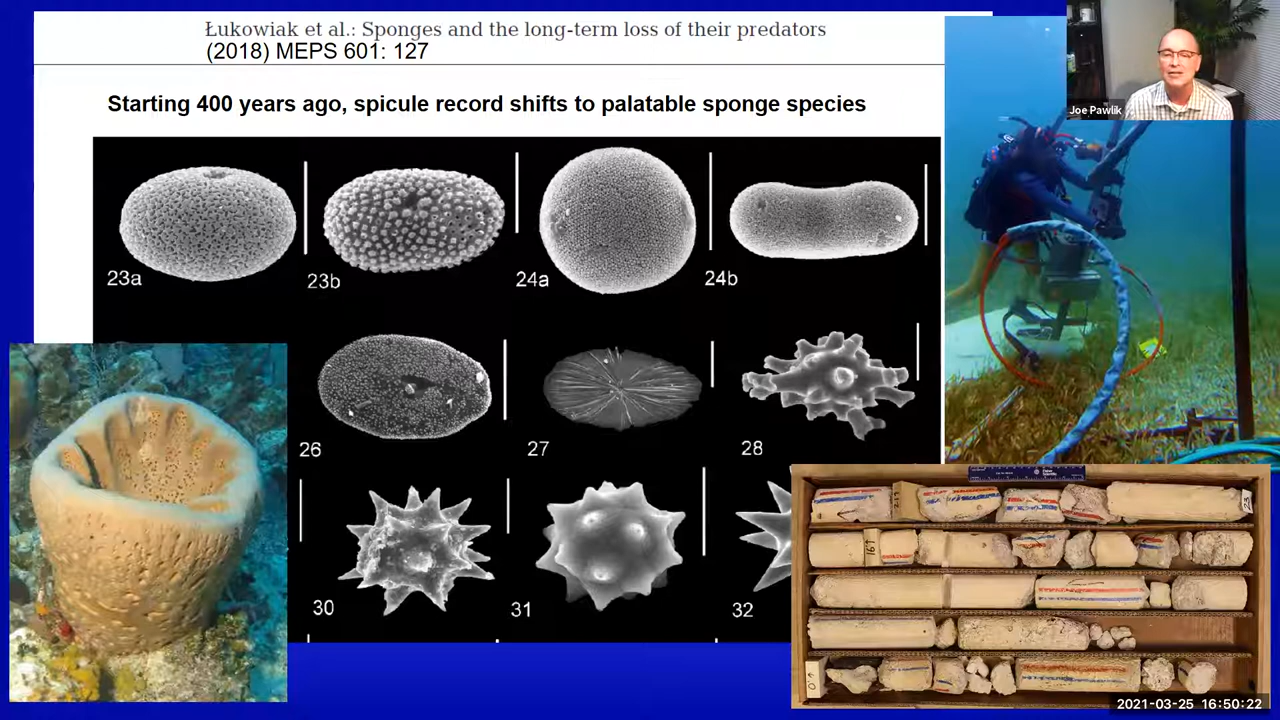 Łukowiak et al.: Sponges and the long-term loss of their predators
(2018) MEPS 601: 127
Joe Pawlik
Starting 400 years ago, spicule record shifts to palatable sponge species
23a
23b
24a
24b
26
27
28
30
31
32
2021-03-25 16:50:22